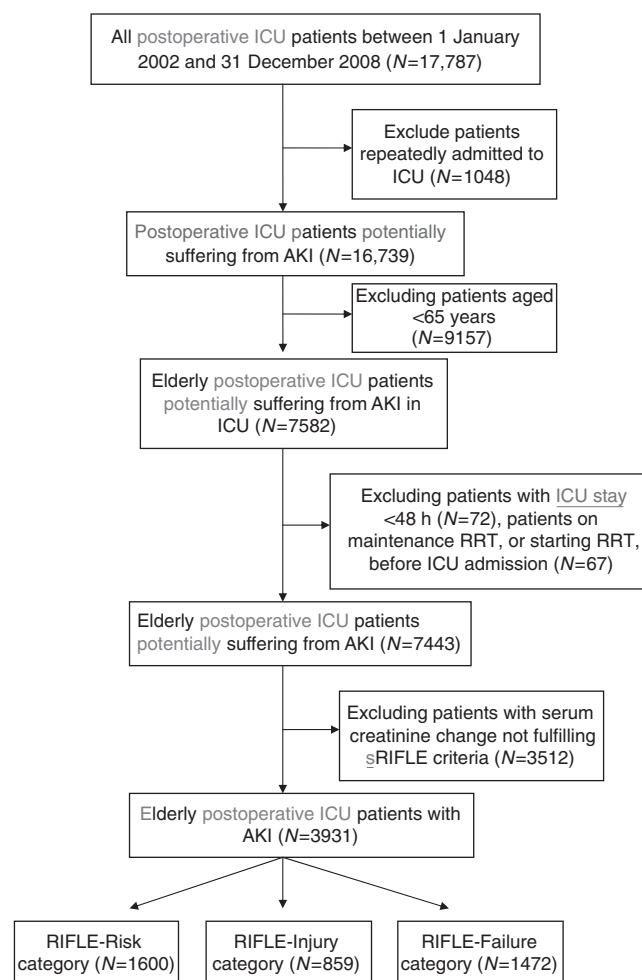 All postoperative ICU patients between 1 January
2002 and 31 December 2008 (N=17,787)
Exclude patients
repeatedly admitted to
ICU (N=1048)
Postoperative ICU patients potentially
suffering from AKI (N=16,739)
Excluding patients aged
<65 years
(N=9157)
Elderly postoperative ICU patients
potentially suffering from AKI in
ICU (N=7582)
Excluding patients with ICU stay
<48 h (N=72), patients on
maintenance RRT, or starting RRT,
before ICU admission (N=67)
Elderly postoperative ICU patients
potentially suffering from AKI (N=7443)
Excluding patients with serum
creatinine change not fulfilling
sRIFLE criteria (N=3512)
Elderly postoperative ICU patients with
AKI (N=3931)
RIFLE-Risk
category (N=1600)
RIFLE-Injury
category (N=859)
RIFLE-Failure
category (N=1472)